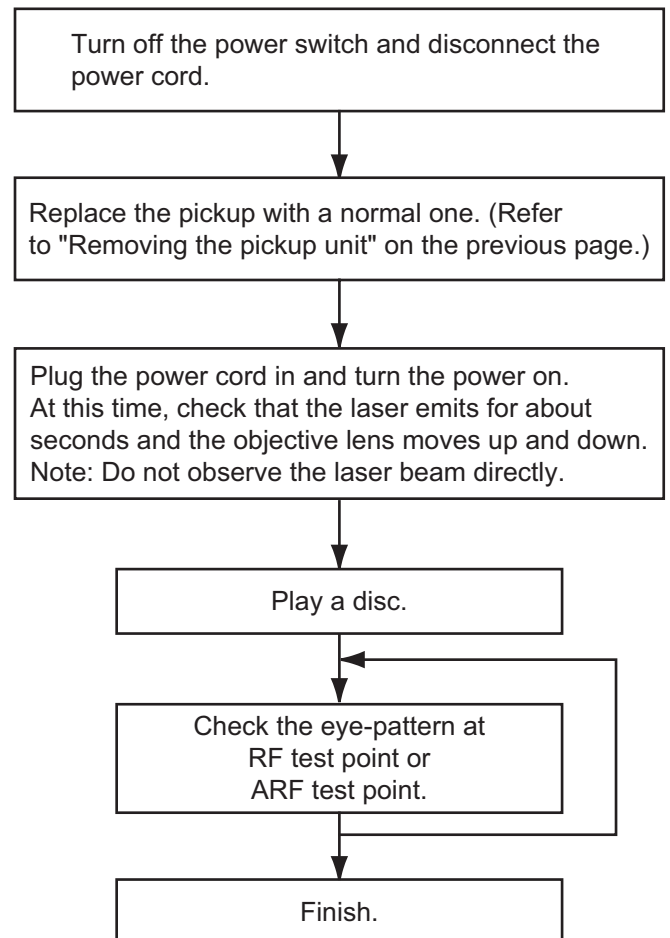 Turn off the power switch and disconnect the
power cord.
Replace the pickup with a normal one. (Refer
to "Removing the pickup unit" on the previous page.)
Plug the power cord in and turn the power on.
At this time, check that the laser emits for about
seconds and the objective lens moves up and down.
Note: Do not observe the laser beam directly.
Play a disc.
Check the eye-pattern at
RF test point or
ARF test point.
Finish.